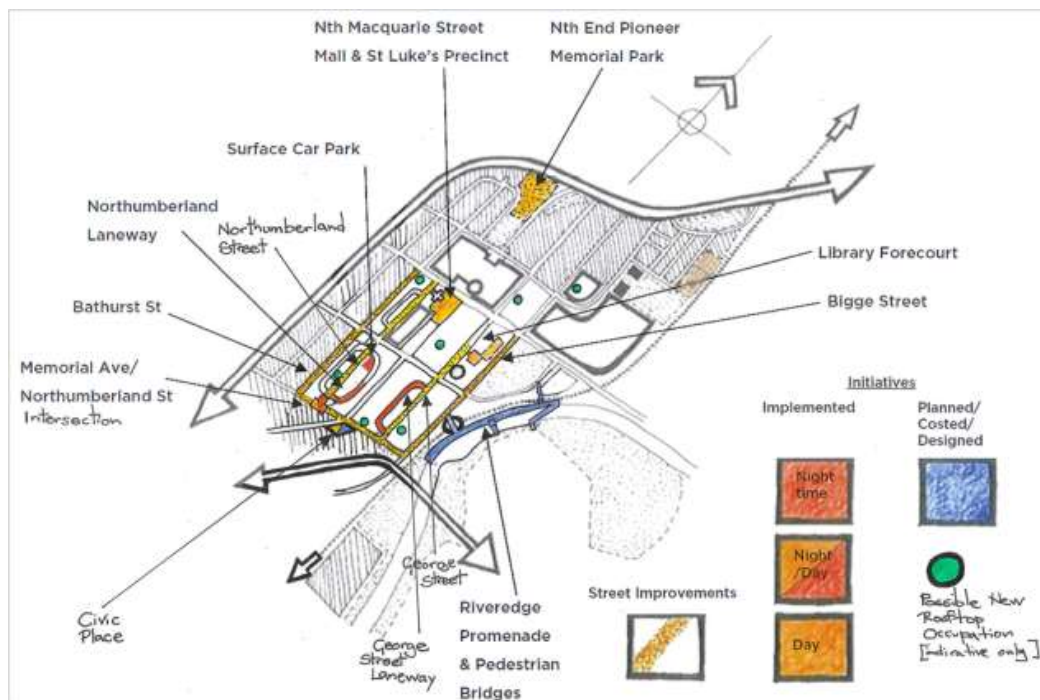 Nth Macquarie Street
Mall & St Luke's Precinct
Nth End Pioneer
Memorial Park
Surface Car Park
Northumberland
Laneway
Northumberland
Street
Library Forecourt
Bathurst St
Bigge Street
Memorial Ave/
Northumberland St
Intersection
Initiatives
Implemented
Planned/
Costed/
Designed
Night
time
Night
/Day
Day
Street Improvements
Possible New
Rooftop
Occupation
[indicative only]
George
Street
Civic
Place
George
Street
Laneway
Riveredge
Promenade
& Pedestrian
Bridges